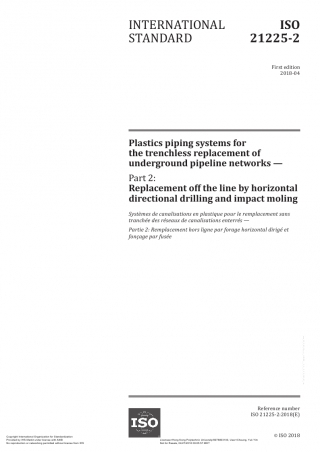 INTERNATIONAL
STANDARD
ISO
21225-2
First edition
2018-04
Plastics piping systems for
the trenchless replacement of
underground pipeline networks —
Part 2:
Replacement off the line by horizontal
directional drilling and impact moling
Systèmes de canalisations en plastique pour le remplacement sans
tranchée des réseaux de canalisations enterrés —
Partie 2: Remplacement hors ligne par forage horizontal dirigé et
fonçage par fusée
Reference number
ISO 21225-2:2018(E)
ISO
© ISO 2018